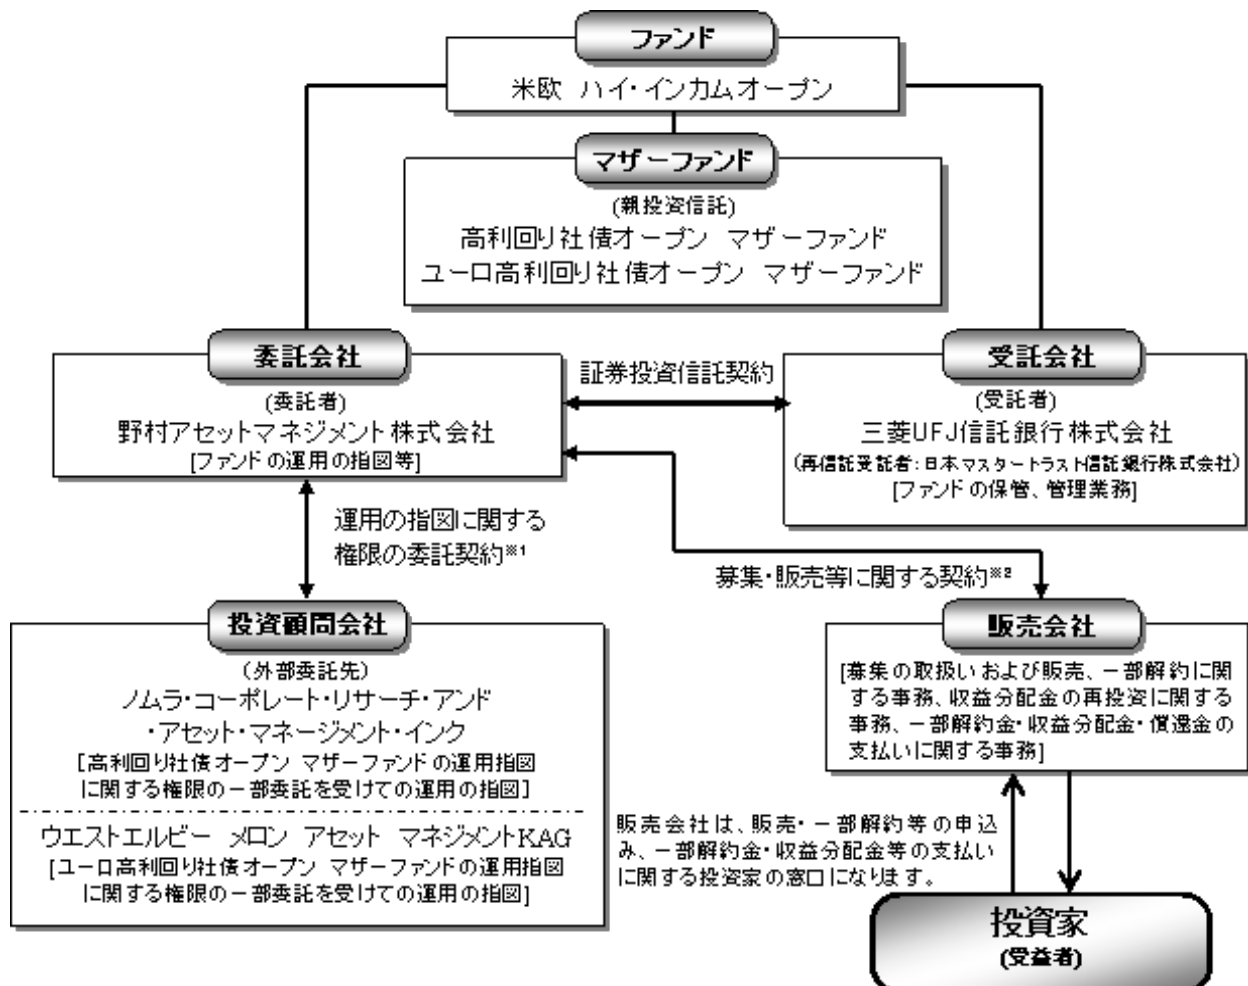 ファンド
米欧 ハイ・インカムオープン
マザーファンド
(親投資信託)
高利回り社債オープン マザーファンド
ユーロ高利回り社債オープン マザーファンド
委託会社
(委託者)
野村アセットマネジメント株式会社
[ファンドの運用の指図等]
証券投資信託契約
受託会社
(受託者)
三菱UFJ信託銀行株式会社
(再信託受託者:日本マスタートラスト信託銀行株式会社)
[ファンドの保管、管理業務]
運用の指図に関する
権限の委託契約※1
募集・販売等に関する契約※2
投資顧問会社
(外部委託先)
ノムラ・コーポレート・リサーチ・アンド
・アセット・マネージメント・インク
[高利回り社債オープン マザーファンドの運用指図
に関する権限の一部委託を受けての運用の指図]
ウエストエルビー メロン アセット マネジメントKAG
[ユーロ高利回り社債オープン マザーファンドの運用指図
に関する権限の一部委託を受けての運用の指図]
販売会社
[募集の取扱いおよび販売、一部解約に関
する事務、収益分配金の再投資に関する
事務、一部解約金・収益分配金・償還金の
支払いに関する事務]
販売会社は、販売・一部解約等の申込
み、一部解約金・収益分配金等の支払い
に関する投資家の窓口になります。
投資家
(受益者)